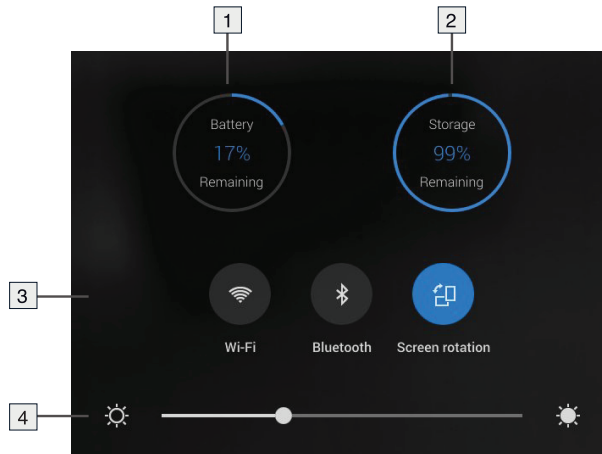 1
2
Battery
17%
Remaining
Storage
99%
Remaining
3
Wi-Fi
Bluetooth
Screen rotation
4